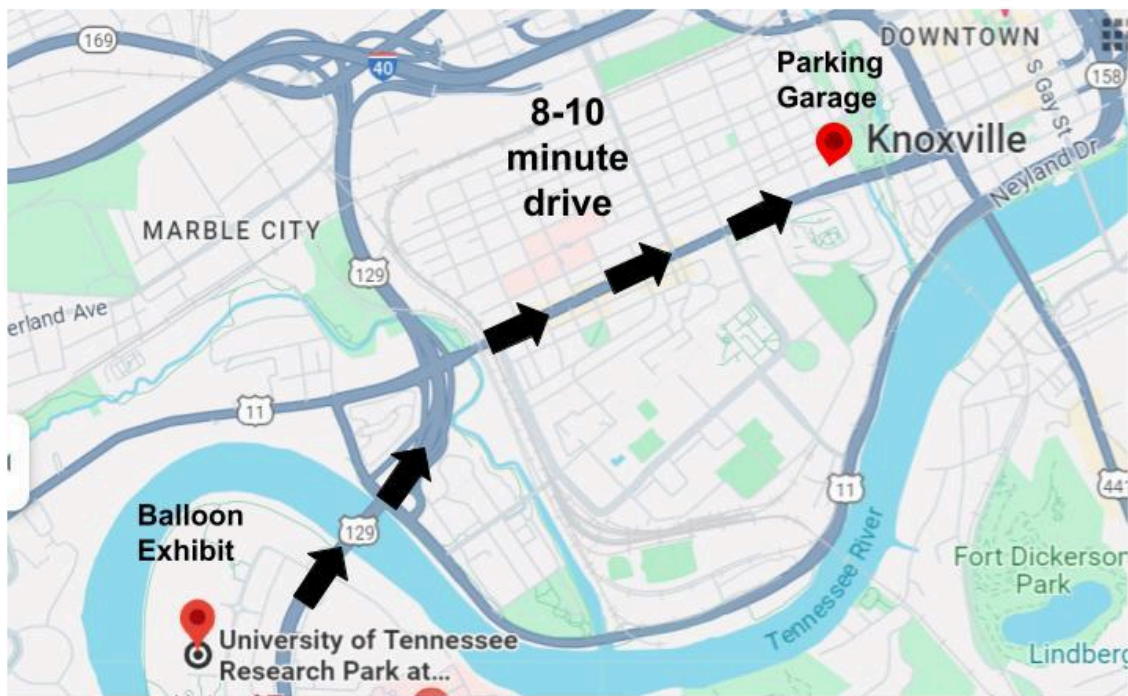 169
40
DOWNTOWN
Parking
Garage
S Gay St
158
8-10
minute
drive
Knoxville
Neyland Dr
MARBLE CITY
129
erland Ave
11
441
11
Balloon
Exhibit
129
Tennessee River
Fort Dickerson
Park
University of Tennessee
Research Park at...
Lindberg